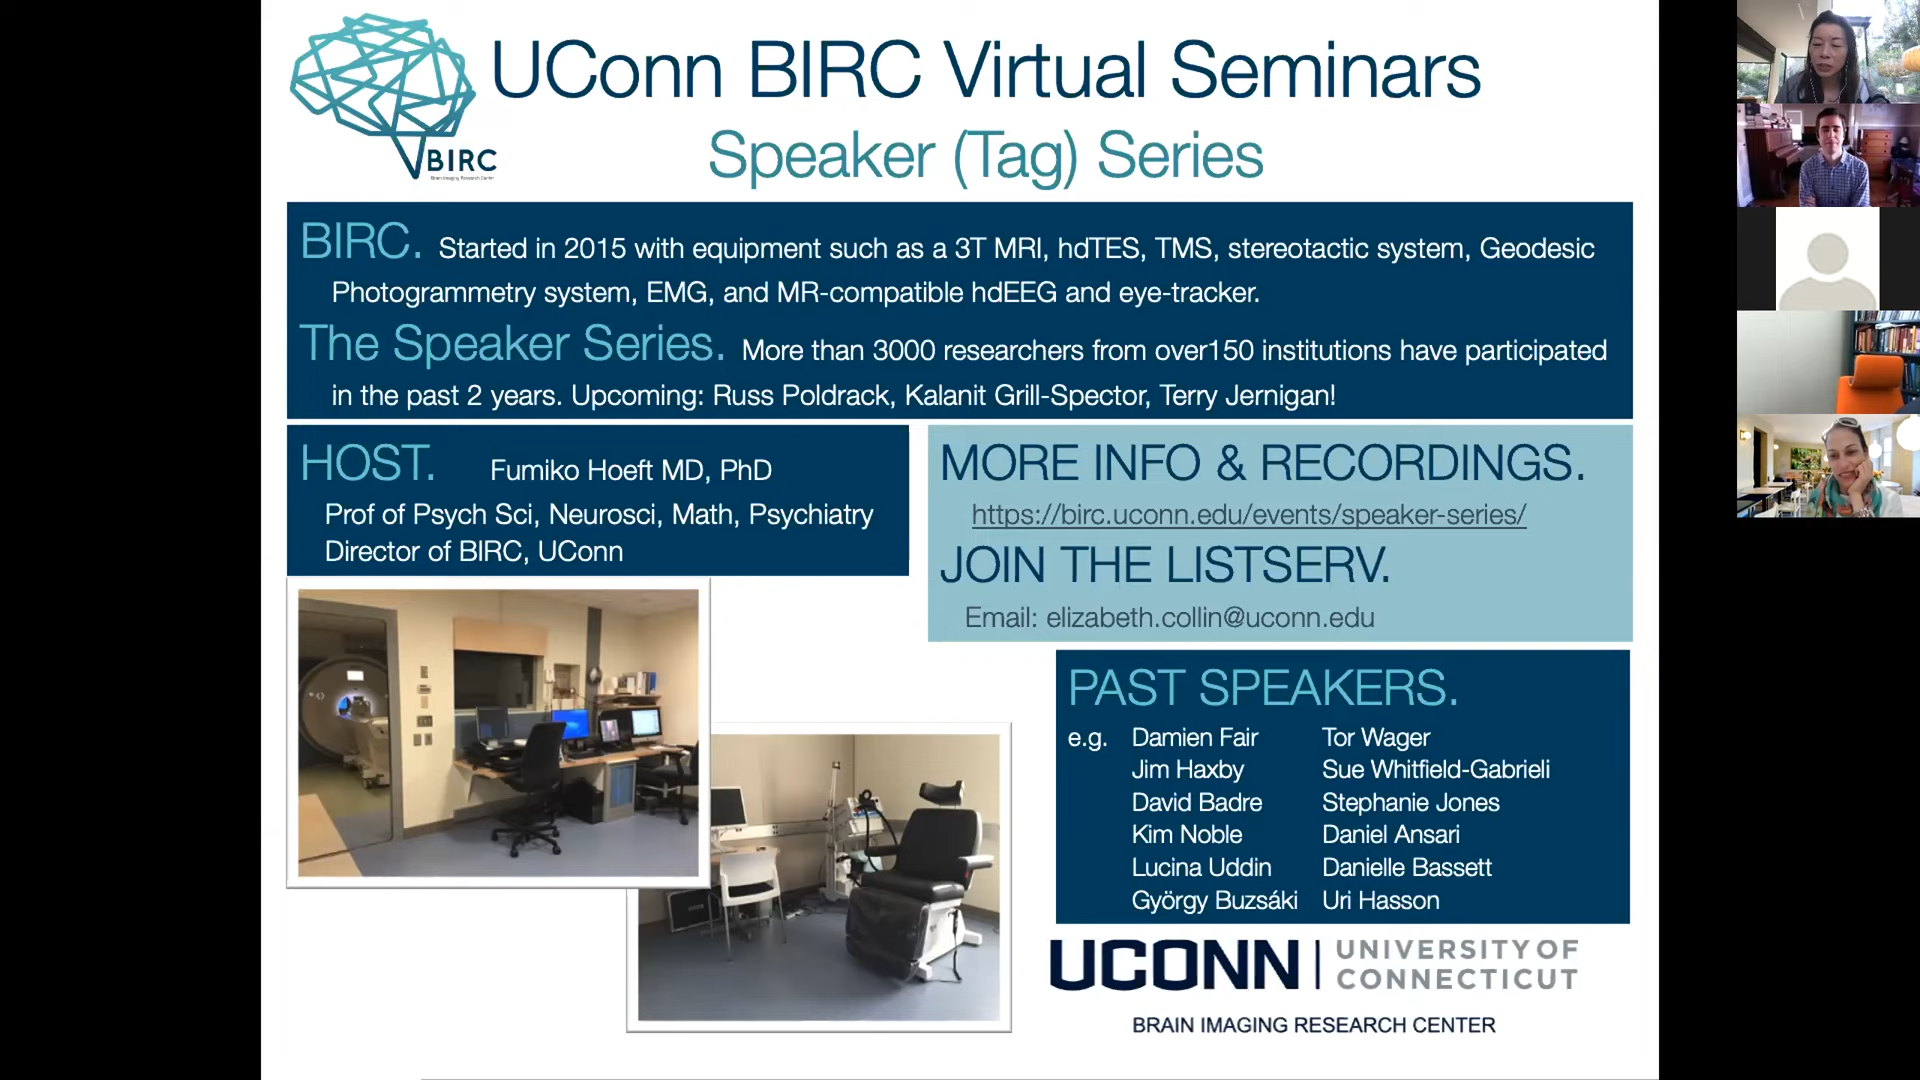 UConn BIRC Virtual Seminars
Speaker (Tag) Series
BIRC
Brain Imaging Research Center
BIRC. Started in 2015 with equipment such as a 3T MRI, hdTES, TMS, stereotactic system, Geodesic
Photogrammetry system, EMG, and MR-compatible hdEEG and eye-tracker.
The Speaker Series. More than 3000 researchers from over150 institutions have participated
in the past 2 years. Upcoming: Russ Poldrack, Kalanit Grill-Spector, Terry Jernigan!
HOST. Fumiko Hoeft MD, PhD
Prof of Psych Sci, Neurosci, Math, Psychiatry
Director of BIRC, UConn
MORE INFO & RECORDINGS.
https://birc.uconn.edu/events/speaker-series/
JOIN THE LISTSERV.
Email: elizabeth.collin@uconn.edu
PAST SPEAKERS.
e.g. Damien Fair Tor Wager
Jim Haxby Sue Whitfield-Gabrieli
David Badre Stephanie Jones
Kim Noble Daniel Ansari
Lucina Uddin Danielle Bassett
György Buzsáki Uri Hasson
UCONN | UNIVERSITY OF
CONNECTICUT
BRAIN IMAGING RESEARCH CENTER